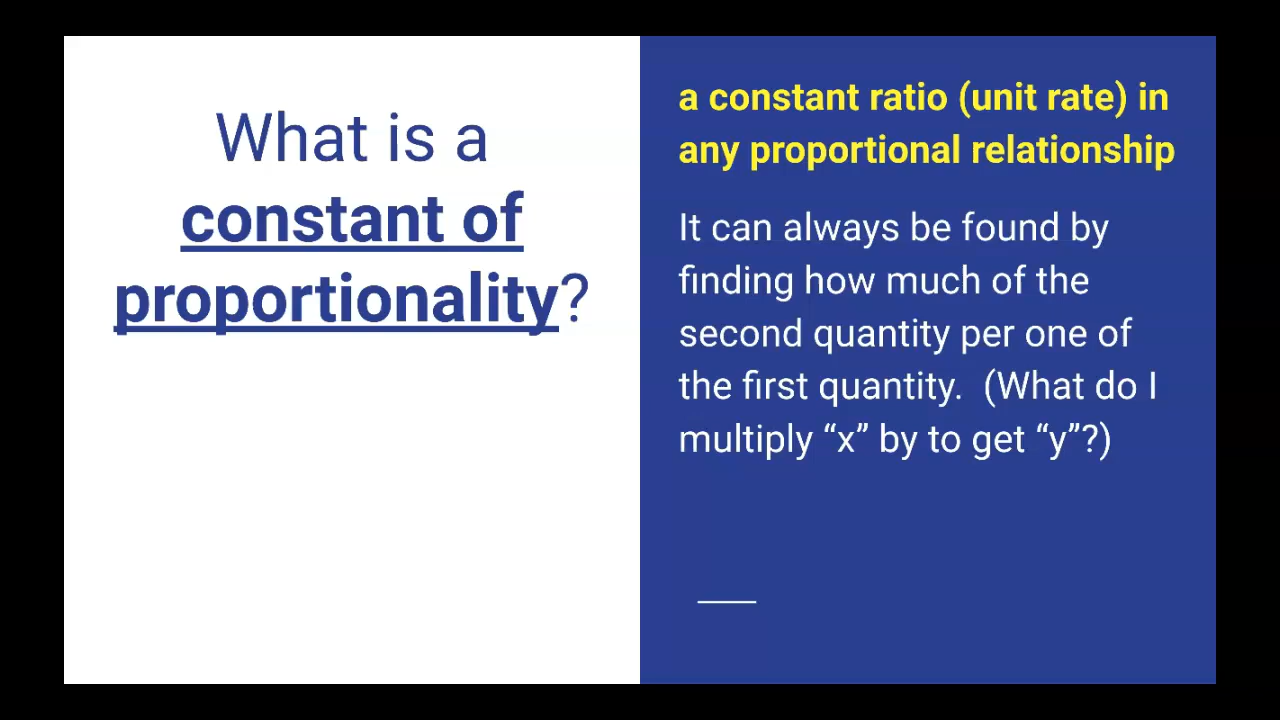 What is a
constant of
proportionality?
a constant ratio (unit rate) in
any proportional relationship
It can always be found by
finding how much of the
second quantity per one of
the first quantity.  (What do I
multiply “x” by to get “y”?)